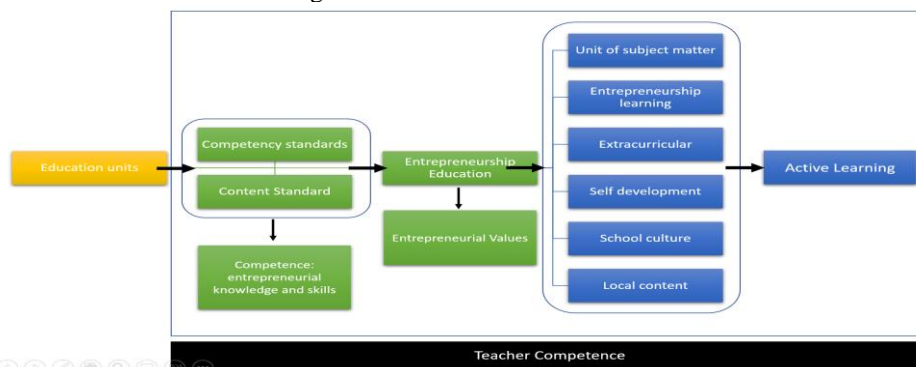 Education units
Competency standards
Content Standard
Competence:
entrepreneurial
knowledge and skills
Entrepreneurship
Education
Entrepreneurial Values
Unit of subject matter
Entrepreneurship
learning
Extracurricular
Self development
School culture
Local content
Active Learning
Teacher Competence